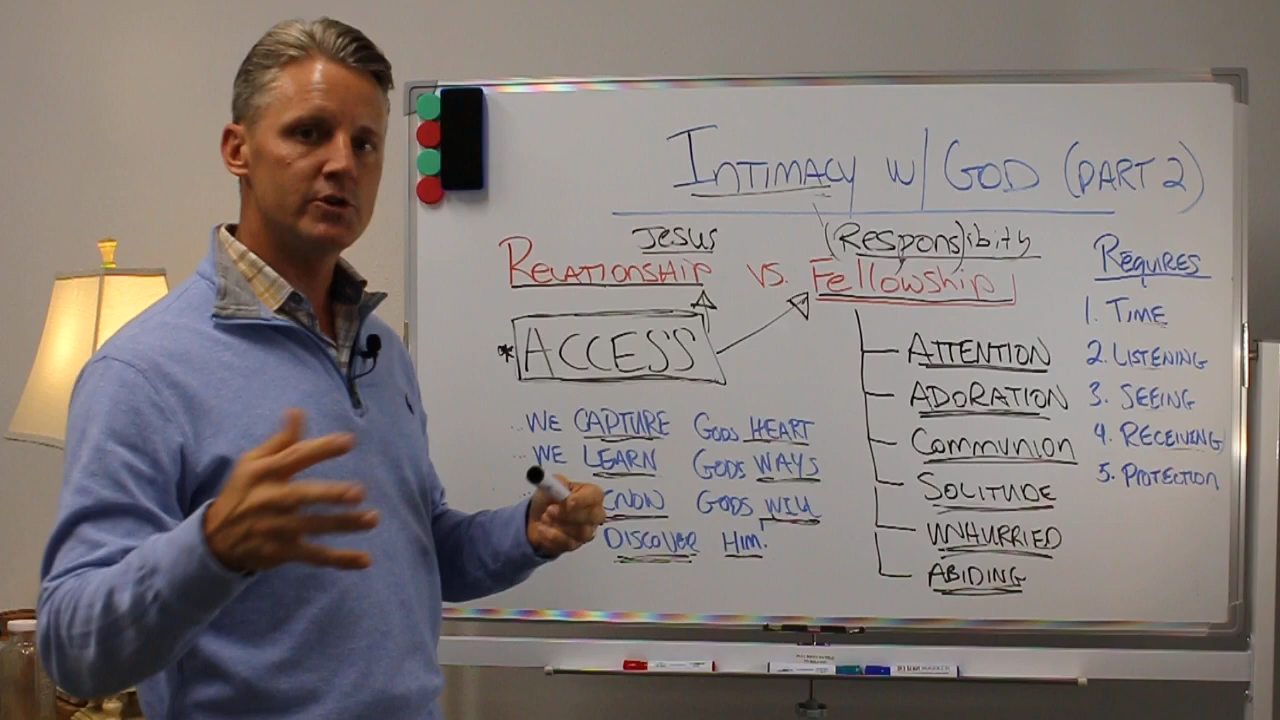 INTIMACY W/ GOD (PART 2)
JESUS
(RESPONS)ibity
RELATIONSHIP VS. FELLOWSHIP
* ACCESS
WE CAPTURE GODS HEART
WE LEARN GODS WAYS
KNOW GODS WILL
DISCOVER HIM.
ATTENTION
ADORATION
COMMUNION
SOLITUDE
UNHURRIED
ABIDING
REQUIRES
1. TIME
2. LISTENING
3. SEEING
4. RECEIVING
5. PROTECTION